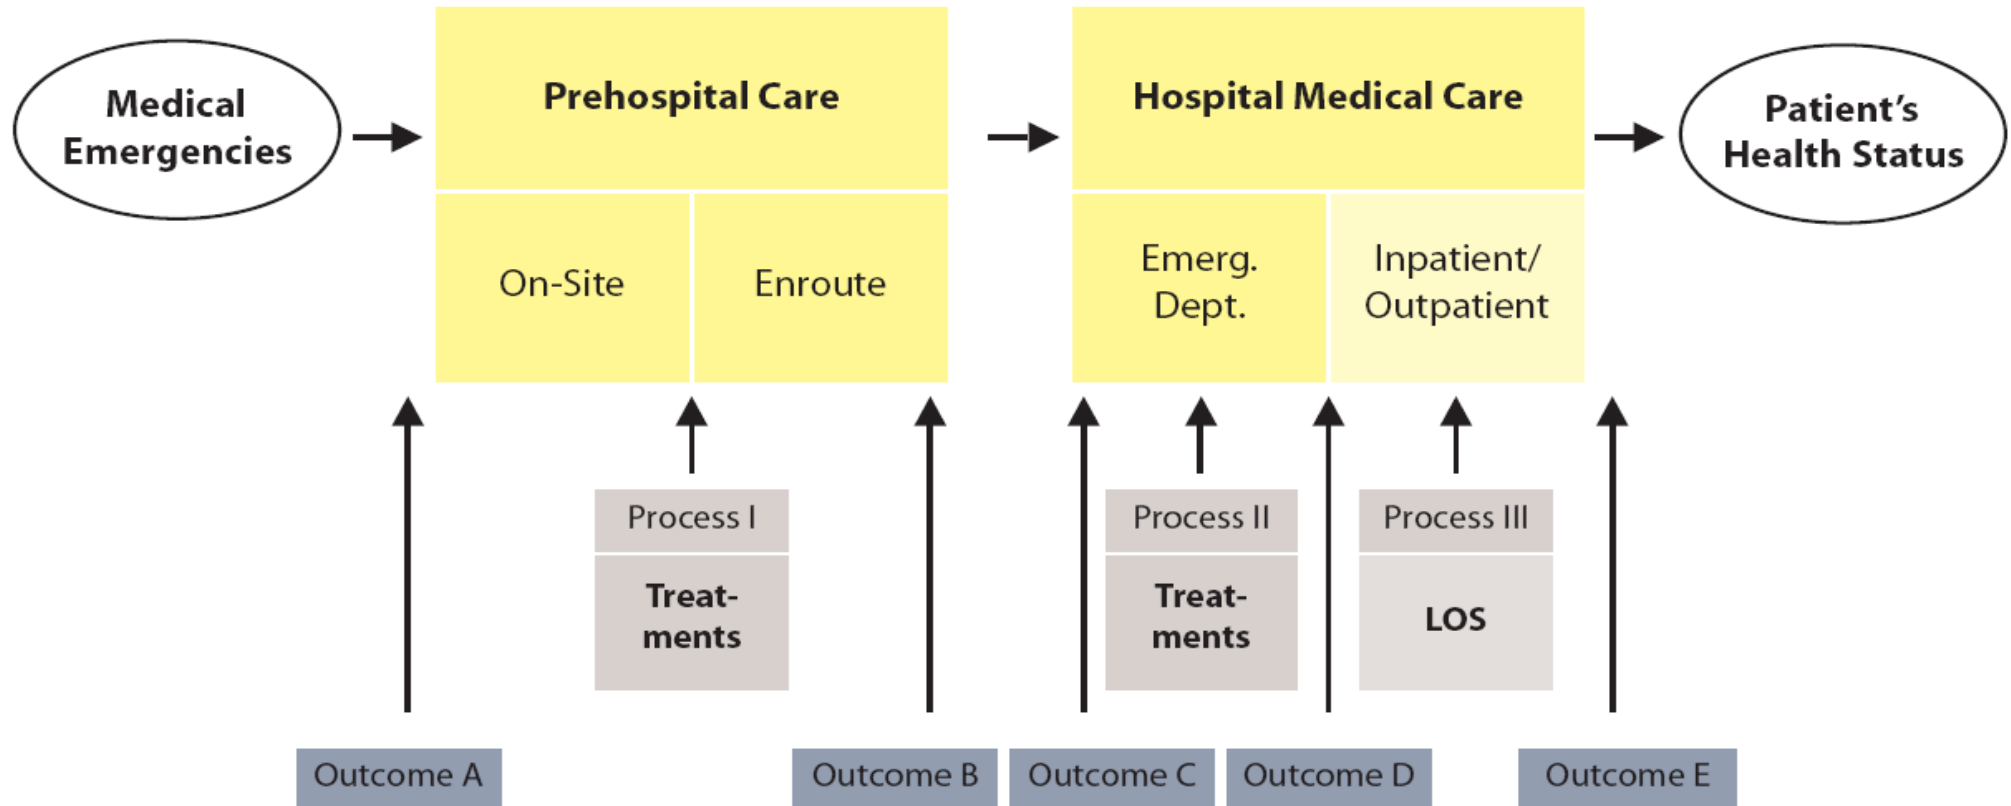 Medical
Emergencies
Prehospital Care
On-Site
Enroute
Hospital Medical Care
Emerg.
Dept.
Inpatient/
Outpatient
Patient’s
Health Status
Process I
Treat-
ments
Process II
Treat-
ments
Process III
LOS
Outcome A
Outcome B
Outcome C
Outcome D
Outcome E